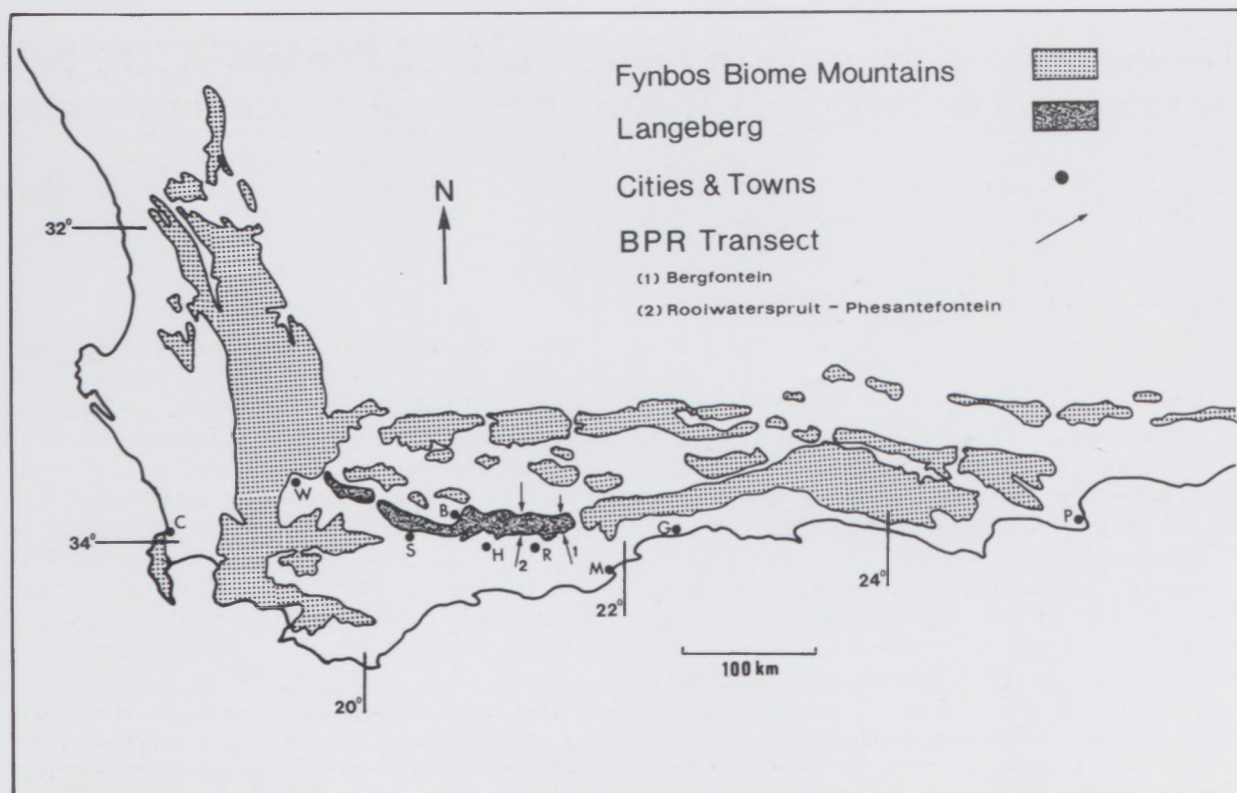 Fynbos Biome Mountains
Langeberg
Cities & Towns
BPR Transect
(1) Bergfontein
(2) Rooiwaterspruit - Phesantefontein
N
32°
34°
C
W
B
S
H
2
R
1
M
G
P
22°
24°
20°
100 km